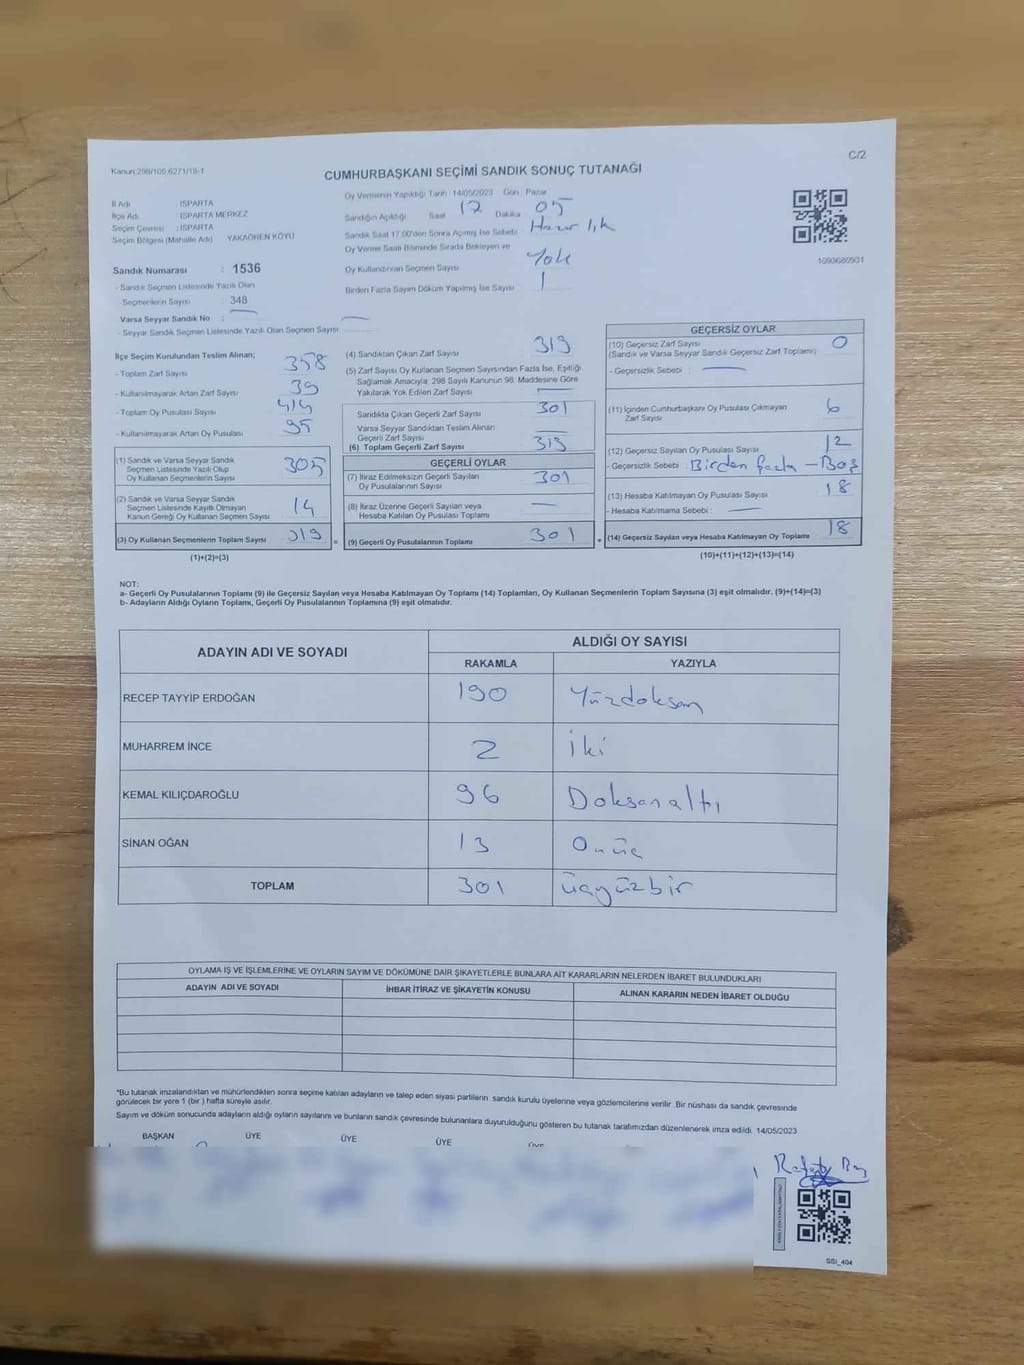 Kanun:298/105,6271/18-1
C/2
CUMHURBAŞKANI SEÇİMİ SANDIK SONUÇ TUTANAĞI
İl Adı : ISPARTA
İlçe Adı : ISPARTA MERKEZ
Seçim Çevresi : ISPARTA
Seçim Bölgesi (Mahalle Adı) YAKAÖREN KÖYÜ
Oy Vermenin Yapıldığı Tarih 14/05/2023 Gün Pazar
Sandığın Açıldığı Saat 17 Dakika 05
Sandık Saat 17.00'den Sonra Açılmış İse Sebebi Hazırlık
Oy Verme Saati Bitiminde Sırada Bekleyen ve
Oy Kullandırılan Seçmen Sayısı Yok
Birden Fazla Sayım Döküm Yapılmış İse Sayısı 1
1093680931
Sandık Numarası : 1536
- Sandık Seçmen Listesinde Yazılı Olan
Seçmenlerin Sayısı : 348
Varsa Seyyar Sandık No : —
- Seyyar Sandık Seçmen Listesinde Yazılı Olan Seçmen Sayısı
İlçe Seçim Kurulundan Teslim Alınan;
- Toplam Zarf Sayısı 358
- Kullanılmayarak Artan Zarf Sayısı 39
- Toplam Oy Pusulası Sayısı 414
- Kullanılmayarak Artan Oy Pusulası 95
(1) Sandık ve Varsa Seyyar Sandık
Seçmen Listesinde Yazılı Olup
Oy Kullanan Seçmenlerin Sayısı 305
(2) Sandık ve Varsa Seyyar Sandık
Seçmen Listesinde Kayıtlı Olmayan
Kanun Gereği Oy Kullanan Seçmen Sayısı 14
(3) Oy Kullanan Seçmenlerin Toplam Sayısı 319
(1)+(2)=(3)
(4) Sandıktan Çıkan Zarf Sayısı 319
(5) Zarf Sayısı Oy Kullanan Seçmen Sayısından Fazla İse, Eşitliği
Sağlamak Amacıyla; 298 Sayılı Kanunun 98. Maddesine Göre
Yakılarak Yok Edilen Zarf Sayısı —
Sandıkta Çıkan Geçerli Zarf Sayısı 301
Varsa Seyyar Sandıktan Teslim Alınan
Geçerli Zarf Sayısı —
(6) Toplam Geçerli Zarf Sayısı 319
GEÇERLİ OYLAR
(7) İtiraz Edilmeksizin Geçerli Sayılan
Oy Pusulalarının Sayısı 301
(8) İtiraz Üzerine Geçerli Sayılan veya
Hesaba Katılan Oy Pusulası Toplamı —
= (9) Geçerli Oy Pusulalarının Toplamı 301
GEÇERSİZ OYLAR
(10) Geçersiz Zarf Sayısı 0
(Sandık ve Varsa Seyyar Sandık Geçersiz Zarf Toplamı)
- Geçersizlik Sebebi : —
(11) İçinden Cumhurbaşkanı Oy Pusulası Çıkmayan
Zarf Sayısı 6
(12) Geçersiz Sayılan Oy Pusulası Sayısı 12
- Geçersizlik Sebebi Birden fazla - Boş
(13) Hesaba Katılmayan Oy Pusulası Sayısı 18
- Hesaba Katılmama Sebebi : —
+ (14) Geçersiz Sayılan veya Hesaba Katılmayan Oy Toplamı 18
(10)+(11)+(12)+(13)=(14)
NOT:
a- Geçerli Oy Pusulalarının Toplamı (9) ile Geçersiz Sayılan veya Hesaba Katılmayan Oy Toplamı (14) Toplamları, Oy Kullanan Seçmenlerin Toplam Sayısına (3) eşit olmalıdır. (9)+(14)=(3)
b- Adayların Aldığı Oyların Toplamı, Geçerli Oy Pusulalarının Toplamına (9) eşit olmalıdır.
ADAYIN ADI VE SOYADI ALDIĞI OY SAYISI
RAKAMLA YAZIYLA
RECEP TAYYİP ERDOĞAN 190 Yüzdoksan
MUHARREM İNCE 2 İki
KEMAL KILIÇDAROĞLU 96 Doksanaltı
SİNAN OĞAN 13 Onüç
TOPLAM 301 üçyüzbir
OYLAMA İŞ VE İŞLEMLERİNE VE OYLARIN SAYIM VE DÖKÜMÜNE DAİR ŞİKAYETLERLE BUNLARA AİT KARARLARIN NELERDEN İBARET BULUNDUKLARI
ADAYIN ADI VE SOYADI İHBAR İTİRAZ VE ŞİKAYETİN KONUSU ALINAN KARARIN NEDEN İBARET OLDUĞU
*Bu tutanak imzalandıktan ve mühürlendikten sonra seçime katılan adayların ve talep eden siyasi partilerin sandık kurulu üyelerine veya gözlemcilerine verilir. Bir nüshası da sandık çevresinde
görülecek bir yere 1 (bir ) hafta süreyle asılır.
Sayım ve döküm sonucunda adayların aldığı oyların sayılarını ve bunların sandık çevresinde bulunanlara duyurulduğunu gösteren bu tutanak tarafımızdan düzenlenerek imza edildi. 14/05/2023
BAŞKAN ÜYE ÜYE ÜYE ÜYE
SSI_404